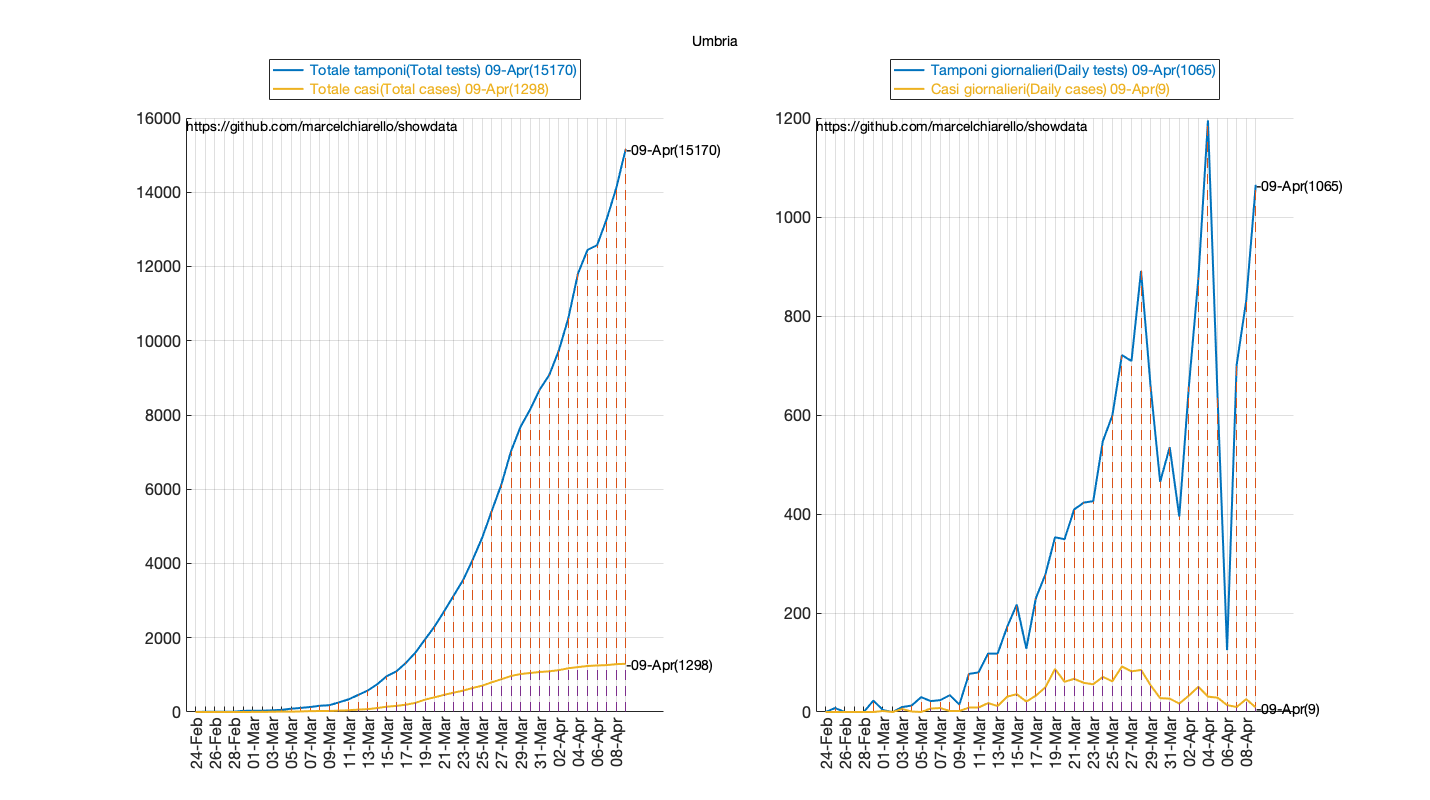 Umbria
Totale tamponi(Total tests) 09-Apr(15170)
Totale casi(Total cases) 09-Apr(1298)
https://github.com/marcelchiarello/showdata
16000
14000
12000
10000
8000
6000
4000
2000
0
-09-Apr(15170)
-09-Apr(1298)
24-Feb
26-Feb
28-Feb
01-Mar
03-Mar
05-Mar
07-Mar
09-Mar
11-Mar
13-Mar
15-Mar
17-Mar
19-Mar
21-Mar
23-Mar
25-Mar
27-Mar
29-Mar
31-Mar
02-Apr
04-Apr
06-Apr
08-Apr
Tamponi giornalieri(Daily tests) 09-Apr(1065)
Casi giornalieri(Daily cases) 09-Apr(9)
https://github.com/marcelchiarello/showdata
1200
1000
800
600
400
200
0
-09-Apr(1065)
-09-Apr(9)
24-Feb
26-Feb
28-Feb
01-Mar
03-Mar
05-Mar
07-Mar
09-Mar
11-Mar
13-Mar
15-Mar
17-Mar
19-Mar
21-Mar
23-Mar
25-Mar
27-Mar
29-Mar
31-Mar
02-Apr
04-Apr
06-Apr
08-Apr